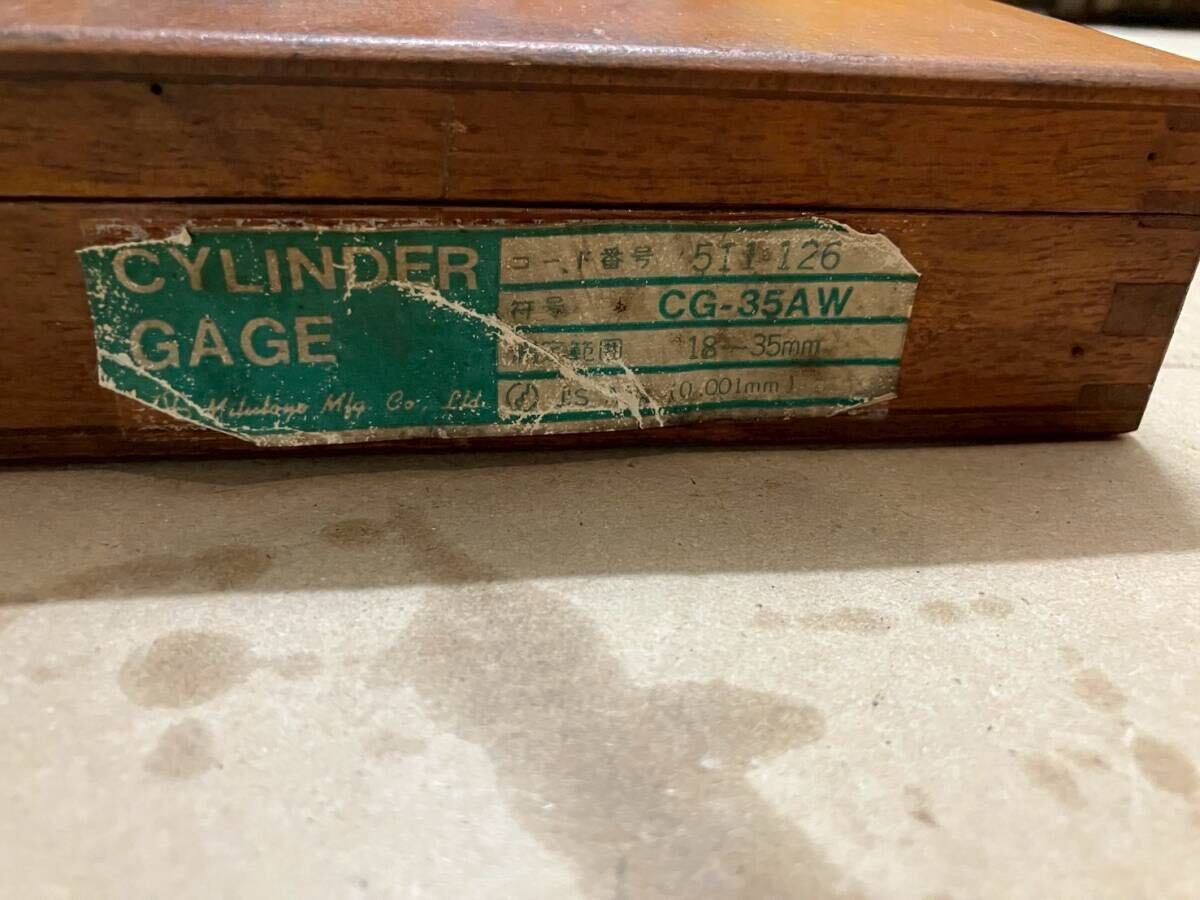 CYLINDER
GAGE
Mitutoyo Mfg. Co., Ltd.
コード番号 511 126
符号 CG-35AW
範囲 18-35mm
(0.001mm)